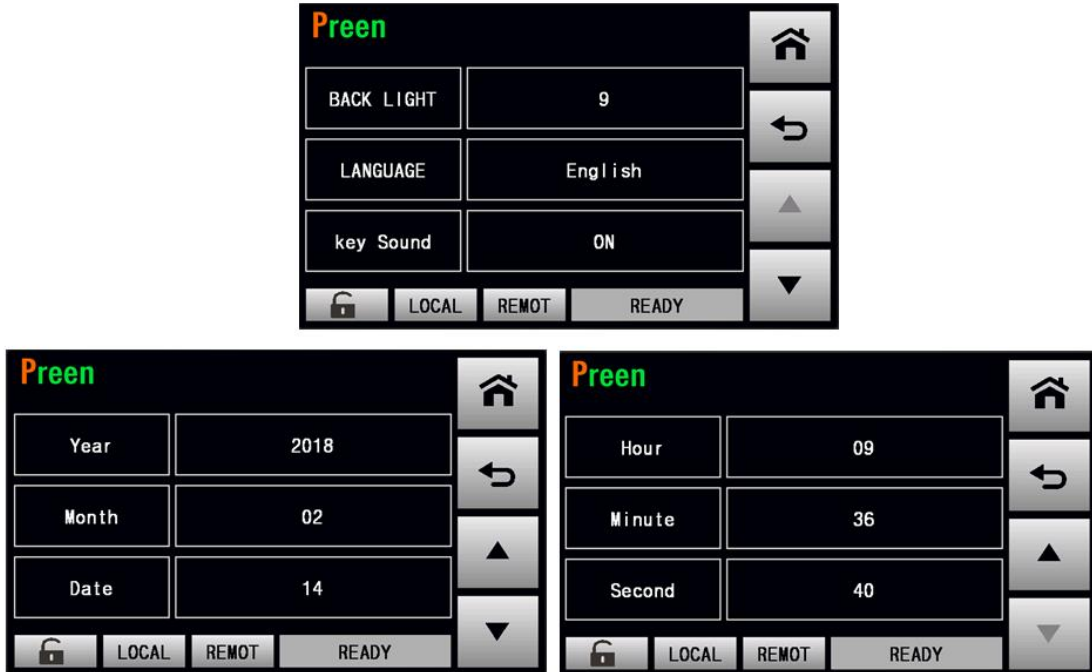 Preen
BACK LIGHT 9
LANGUAGE English
key Sound ON
LOCAL REMOT READY
Preen
Year 2018
Month 02
Date 14
LOCAL REMOT READY
Preen
Hour 09
Minute 36
Second 40
LOCAL REMOT READY